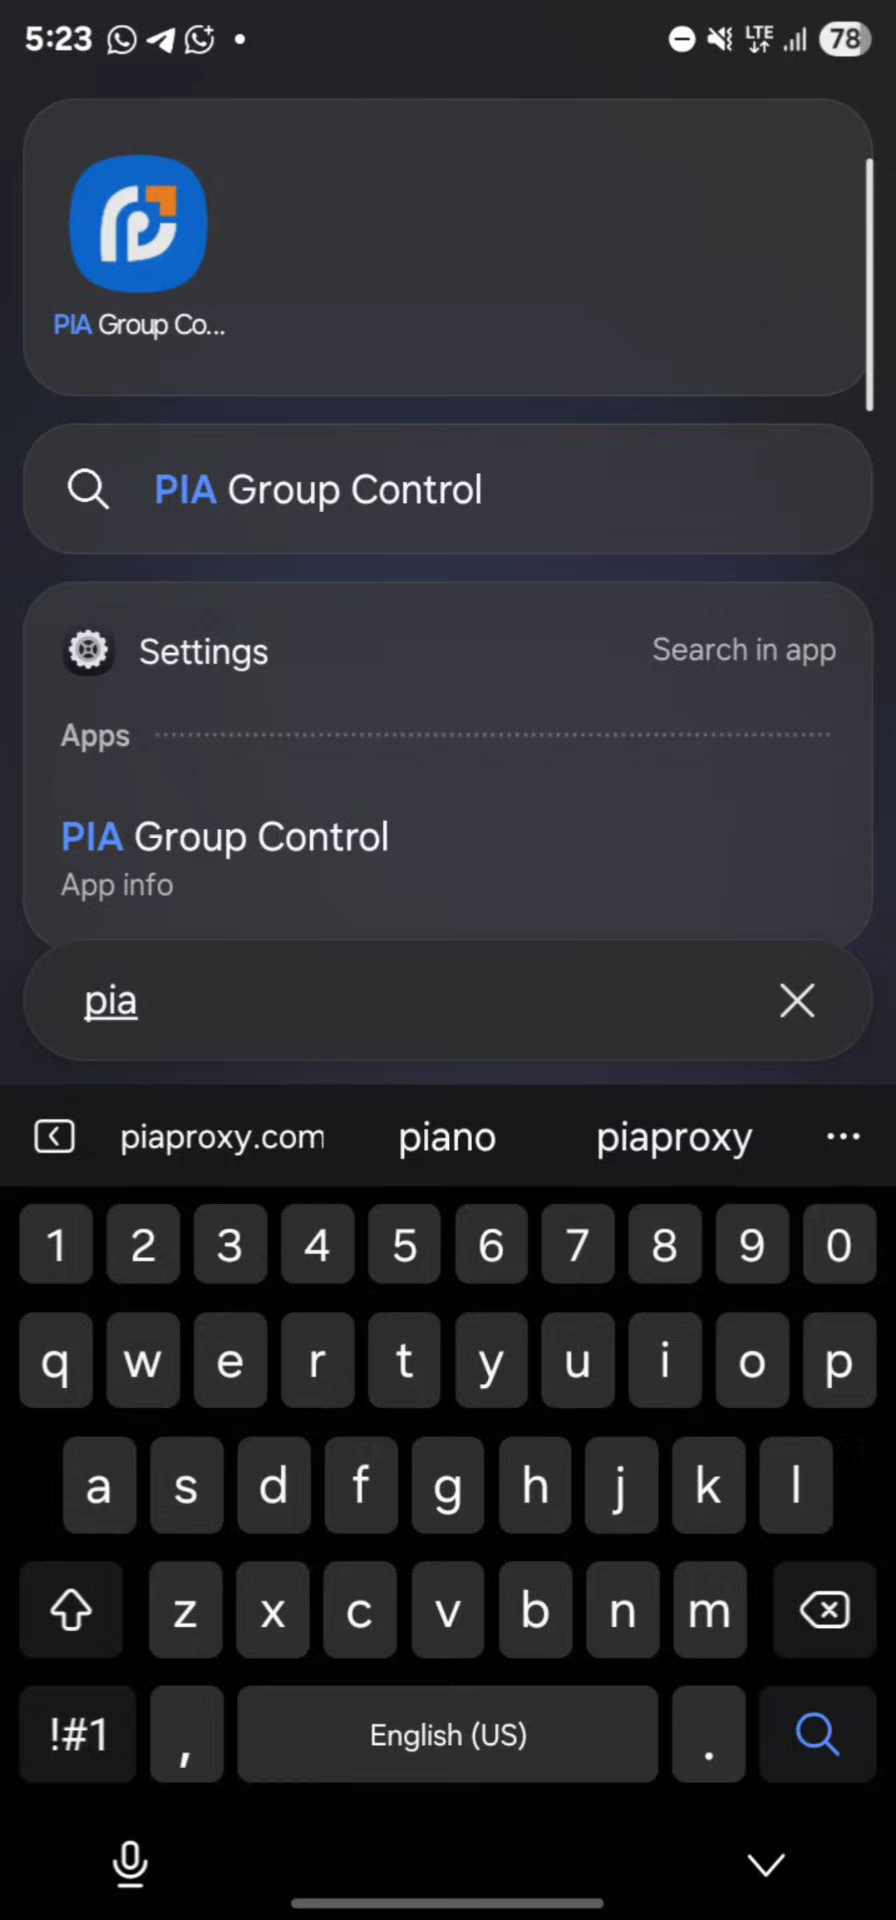 5:23
LTE
78
PIA Group Co...
PIA Group Control
Settings
Search in app
Apps
PIA Group Control
App info
pia
piaproxy.com
piano
piaproxy
1 2 3 4 5 6 7 8 9 0
q w e r t y u i o p
a s d f g h j k l
z x c v b n m
!#1 , English (US) .